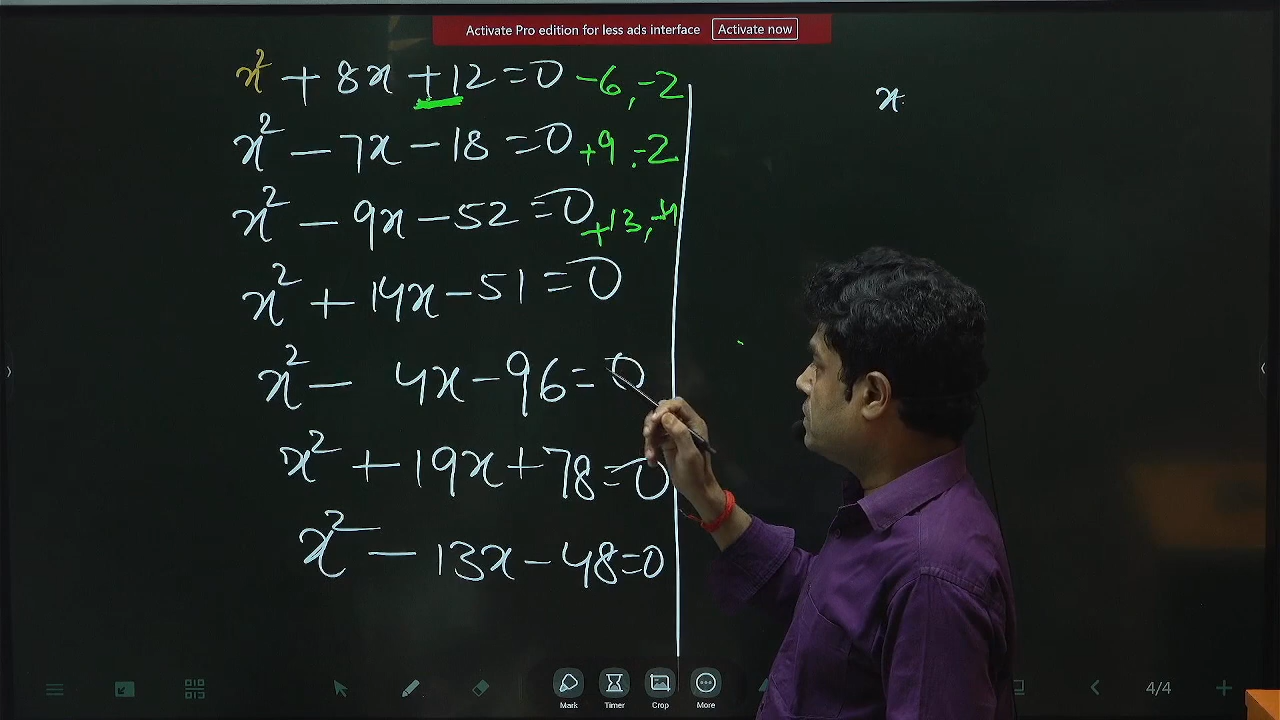 Activate Pro edition for less ads interface Activate now
x² + 8x + 12 = 0 -6, -2
x² - 7x - 18 = 0 +9, -2
x² - 9x - 52 = 0 +13, -4
x² + 14x - 51 = 0
x² - 4x - 96 = 0
x² + 19x + 78 = 0
x² - 13x - 48 = 0
x
Mark Timer Crop More
4/4